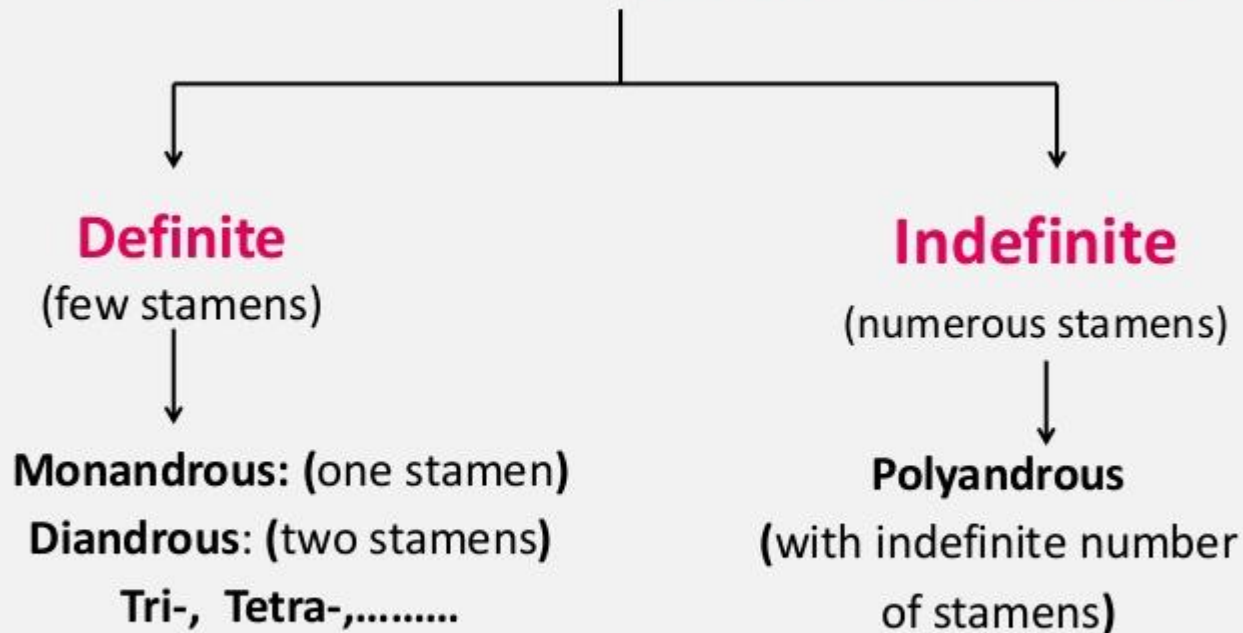 Definite
(few stamens)
Monandrous: (one stamen)
Diandrous: (two stamens)
Tri-, Tetra-,.........
Indefinite
(numerous stamens)
Polyandrous
(with indefinite number
of stamens)